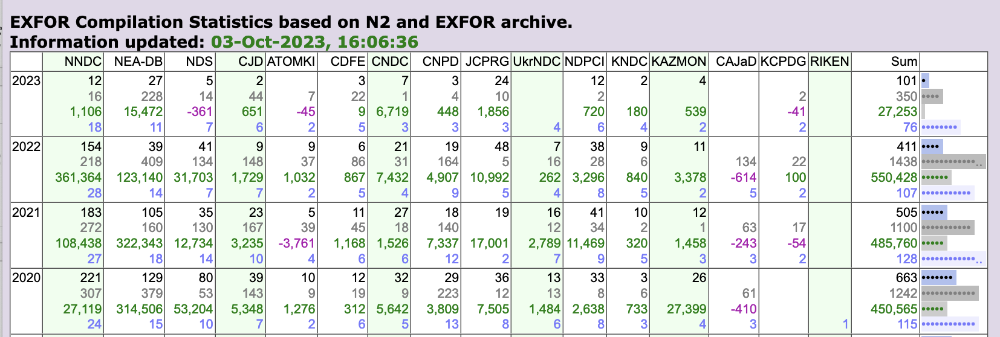 EXFOR Compilation Statistics based on N2 and EXFOR archive.
Information updated: 03-Oct-2023, 16:06:36
NNDC NEA-DB NDS CJD ATOMKI CDFE CNDC CNPD JCPRG UkrNDC NDPCI KNDC KAZMON CAJaD KCPDG RIKEN Sum
2023 12 27 5 2 3 7 3 24 12 2 4 101
16 228 14 44 7 22 1 4 10 2 2 350
1,106 15,472 -361 651 -45 9 6,719 448 1,856 720 180 539 -41 27,253
18 11 7 6 2 5 3 3 3 4 6 4 2 2 76
2022 154 39 41 9 9 6 21 19 48 7 38 9 11 411
218 409 134 148 37 86 31 164 5 16 28 6 134 22 1438
361,364 123,140 31,703 1,729 1,032 867 7,432 4,907 10,992 262 3,296 840 3,378 -614 100 550,428
28 14 7 7 2 5 4 9 5 4 8 5 2 5 2 107
2021 183 105 35 23 5 11 27 18 19 16 41 10 12 505
272 160 130 167 39 45 18 140 12 34 2 1 63 17 1100
108,438 322,343 12,734 3,235 -3,761 1,168 1,526 7,337 17,001 2,789 11,469 320 1,458 -243 -54 485,760
27 18 14 10 4 6 6 12 2 7 9 5 3 3 2 128
2020 221 129 80 39 10 12 32 29 36 13 33 3 26 663
307 379 53 143 9 19 9 223 12 13 8 6 61 1242
27,119 314,506 53,204 5,348 1,276 312 5,642 3,809 7,505 1,484 2,638 733 27,399 -410 450,565
24 15 10 7 2 6 5 13 8 6 8 3 4 3 1 115